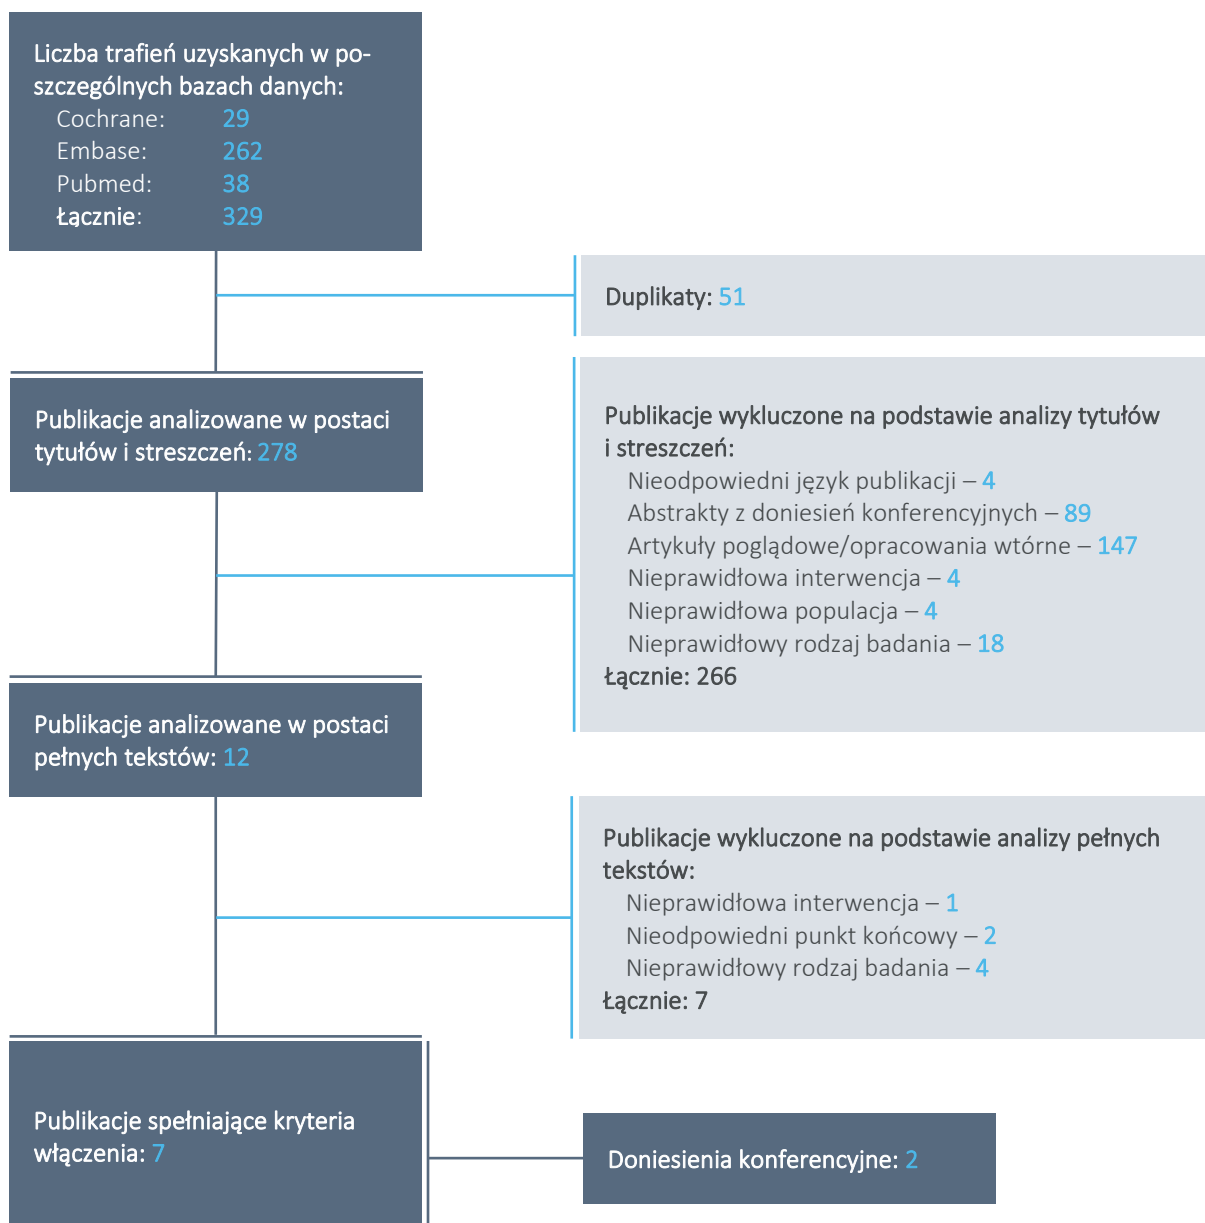 Liczba trafień uzyskanych w po-
szczególnych bazach danych:
Cochrane: 29
Embase: 262
Pubmed: 38
Łącznie: 329
Duplikaty: 51
Publikacje analizowane w postaci
tytułów i streszczeń: 278
Publikacje wykluczone na podstawie analizy tytułów
i streszczeń:
Nieodpowiedni język publikacji – 4
Abstrakty z doniesień konferencyjnych – 89
Artykuły poglądowe/opracowania wtórne – 147
Nieprawidłowa interwencja – 4
Nieprawidłowa populacja – 4
Nieprawidłowy rodzaj badania – 18
Łącznie: 266
Publikacje analizowane w postaci
pełnych tekstów: 12
Publikacje wykluczone na podstawie analizy pełnych
tekstów:
Nieprawidłowa interwencja – 1
Nieodpowiedni punkt końcowy – 2
Nieprawidłowy rodzaj badania – 4
Łącznie: 7
Publikacje spełniające kryteria
włączenia: 7
Doniesienia konferencyjne: 2